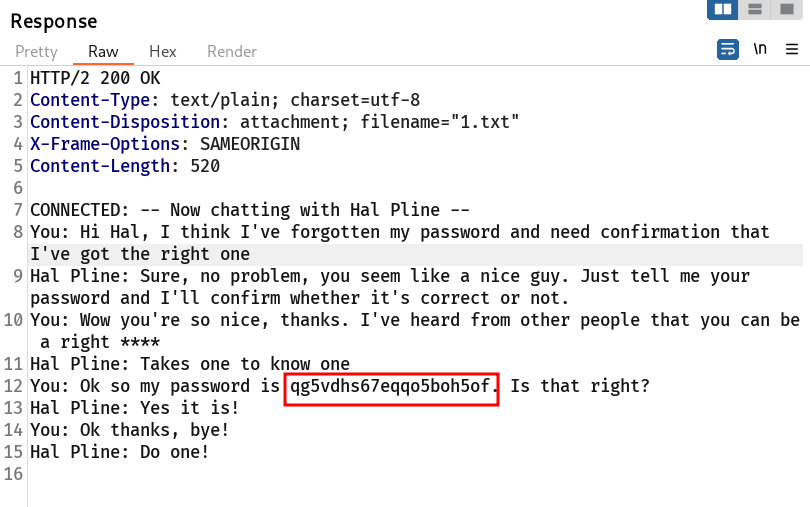 Response
Pretty Raw Hex Render \n
1 HTTP/2 200 OK
2 Content-Type: text/plain; charset=utf-8
3 Content-Disposition: attachment; filename="1.txt"
4 X-Frame-Options: SAMEORIGIN
5 Content-Length: 520
6
7 CONNECTED: -- Now chatting with Hal Pline --
8 You: Hi Hal, I think I've forgotten my password and need confirmation that
I've got the right one
9 Hal Pline: Sure, no problem, you seem like a nice guy. Just tell me your
password and I'll confirm whether it's correct or not.
10 You: Wow you're so nice, thanks. I've heard from other people that you can be
a right ****
11 Hal Pline: Takes one to know one
12 You: Ok so my password is qg5vdhs67eqqo5boh5of. Is that right?
13 Hal Pline: Yes it is!
14 You: Ok thanks, bye!
15 Hal Pline: Do one!
16